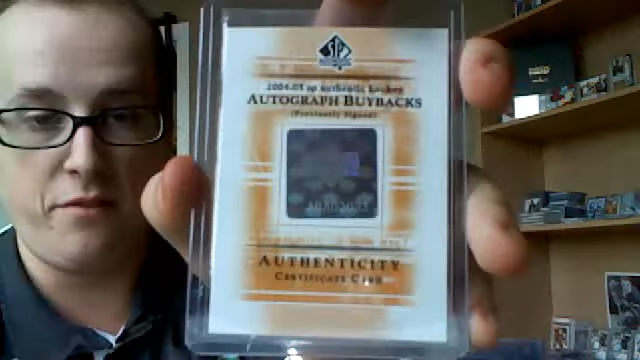 SP
2004-05 sp authentic hockey
AUTOGRAPH BUYBACKS
(Previously Signed)
AUTHENTICITY
CERTIFICATE CARD